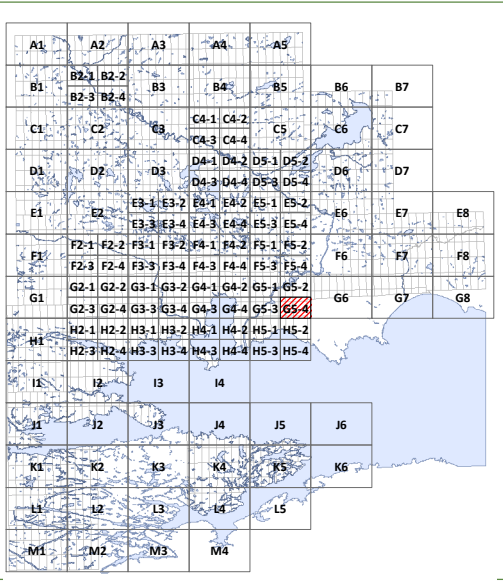 A1 A2 A3 A4 A5
B2-1 B2-2
B1 B3 B4 B5 B6 B7
B2-3 B2-4
C4-1 C4-2
C1 C2 C3 C5 C6 C7
C4-3 C4-4
D4-1 D4-2 D5-1 D5-2
D1 D2 D3 D6 D7
D4-3 D4-4 D5-3 D5-4
E3-1 E3-2 E4-1 E4-2 E5-1 E5-2
E1 E2 E6 E7 E8
E3-3 E3-4 E4-3 E4-4 E5-3 E5-4
F2-1 F2-2 F3-1 F3-2 F4-1 F4-2 F5-1 F5-2
F1 F6 F7 F8
F2-3 F2-4 F3-3 F3-4 F4-3 F4-4 F5-3 F5-4
G2-1 G2-2 G3-1 G3-2 G4-1 G4-2 G5-1 G5-2
G1 G6 G7 G8
G2-3 G2-4 G3-3 G3-4 G4-3 G4-4 G5-3 G5-4
H2-1 H2-2 H3-1 H3-2 H4-1 H4-2 H5-1 H5-2
H1
H2-3 H2-4 H3-3 H3-4 H4-3 H4-4 H5-3 H5-4
I1 I2 I3 I4
J1 J2 J3 J4 J5 J6
K1 K2 K3 K4 K5 K6
L1 L2 L3 L4 L5
M1 M2 M3 M4